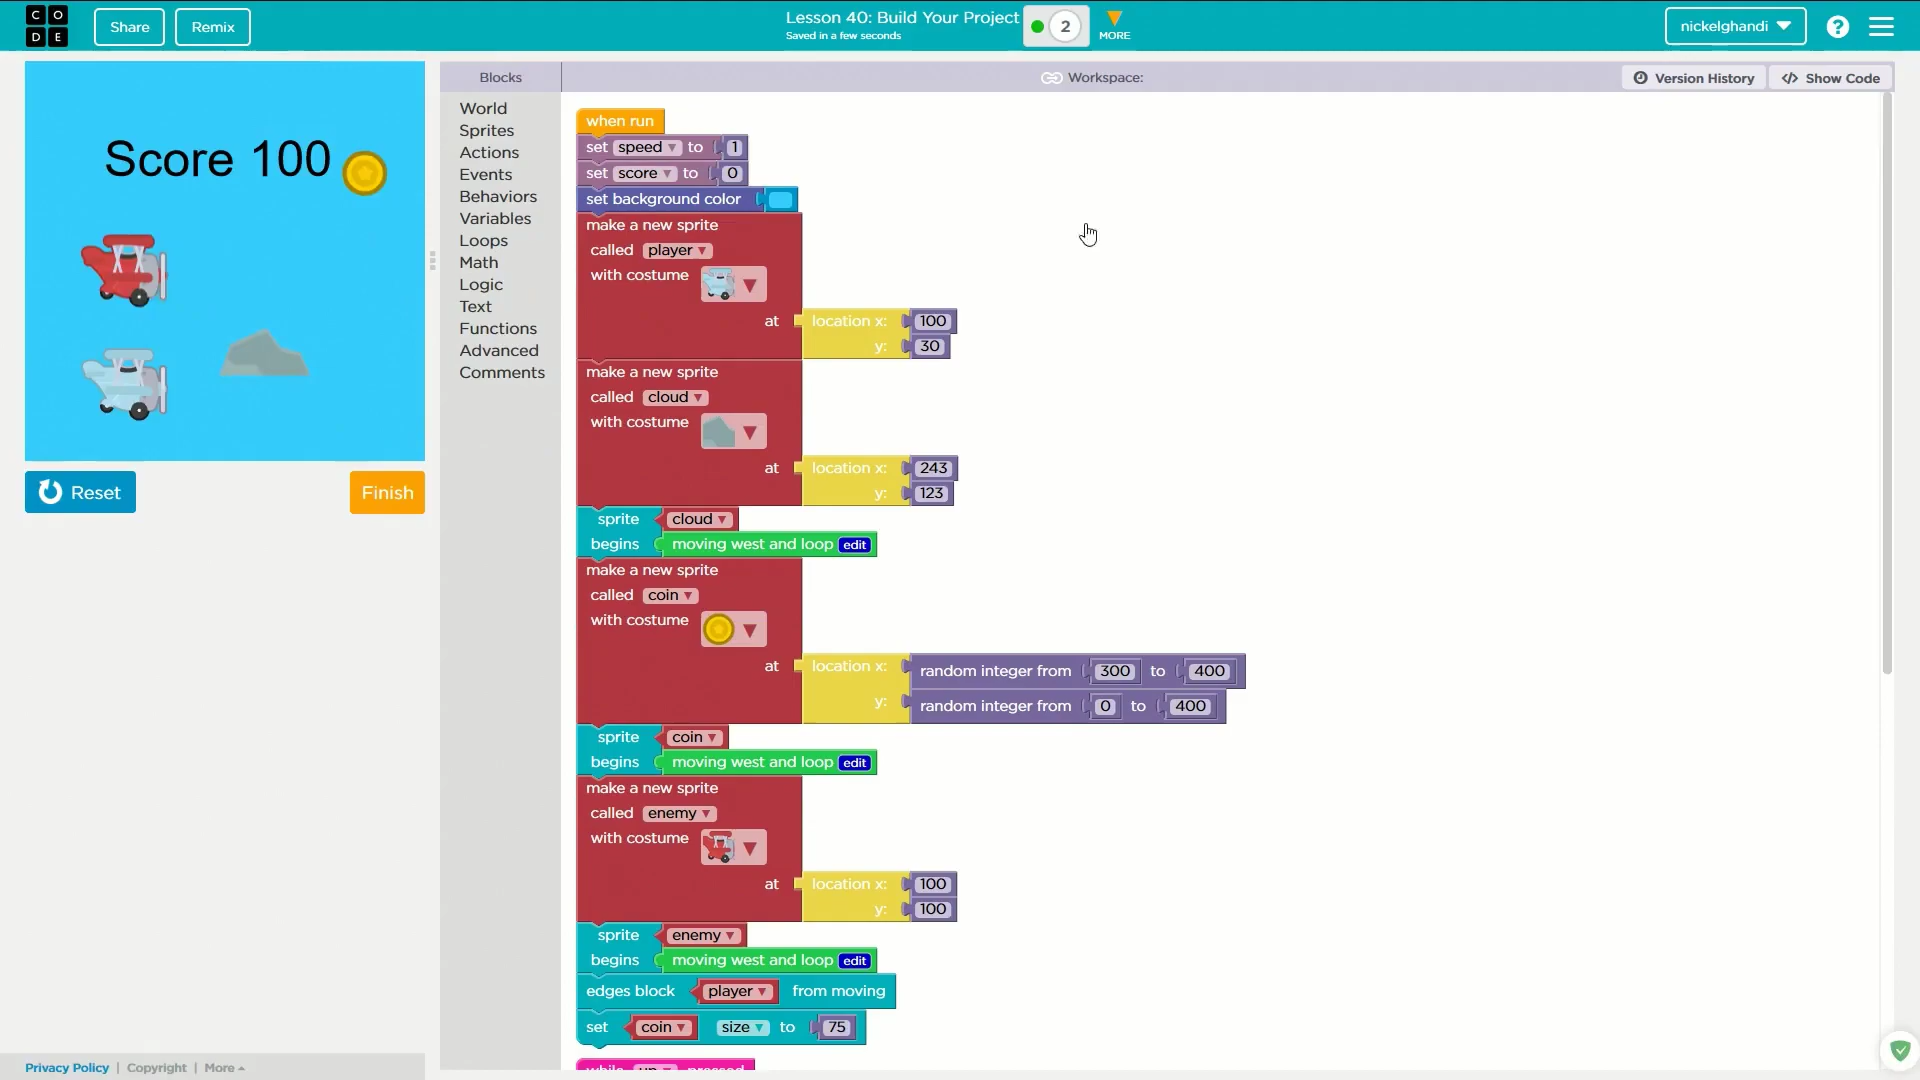 CO
DE
Share
Remix
Lesson 40: Build Your Project
Saved in a few seconds
2
MORE
nickelghandi
?
Score 100
Reset
Finish
Blocks
Workspace:
Version History
</> Show Code
World
Sprites
Actions
Events
Behaviors
Variables
Loops
Math
Logic
Text
Functions
Advanced
Comments
when run
set speed to 1
set score to 0
set background color
make a new sprite
called player
with costume
at location x: 100
y: 30
make a new sprite
called cloud
with costume
at location x: 243
y: 123
sprite cloud
begins moving west and loop edit
make a new sprite
called coin
with costume
at location x: random integer from 300 to 400
y: random integer from 0 to 400
sprite coin
begins moving west and loop edit
make a new sprite
called enemy
with costume
at location x: 100
y: 100
sprite enemy
begins moving west and loop edit
edges block player from moving
set coin size to 75
while up pressed
Privacy Policy | Copyright | More